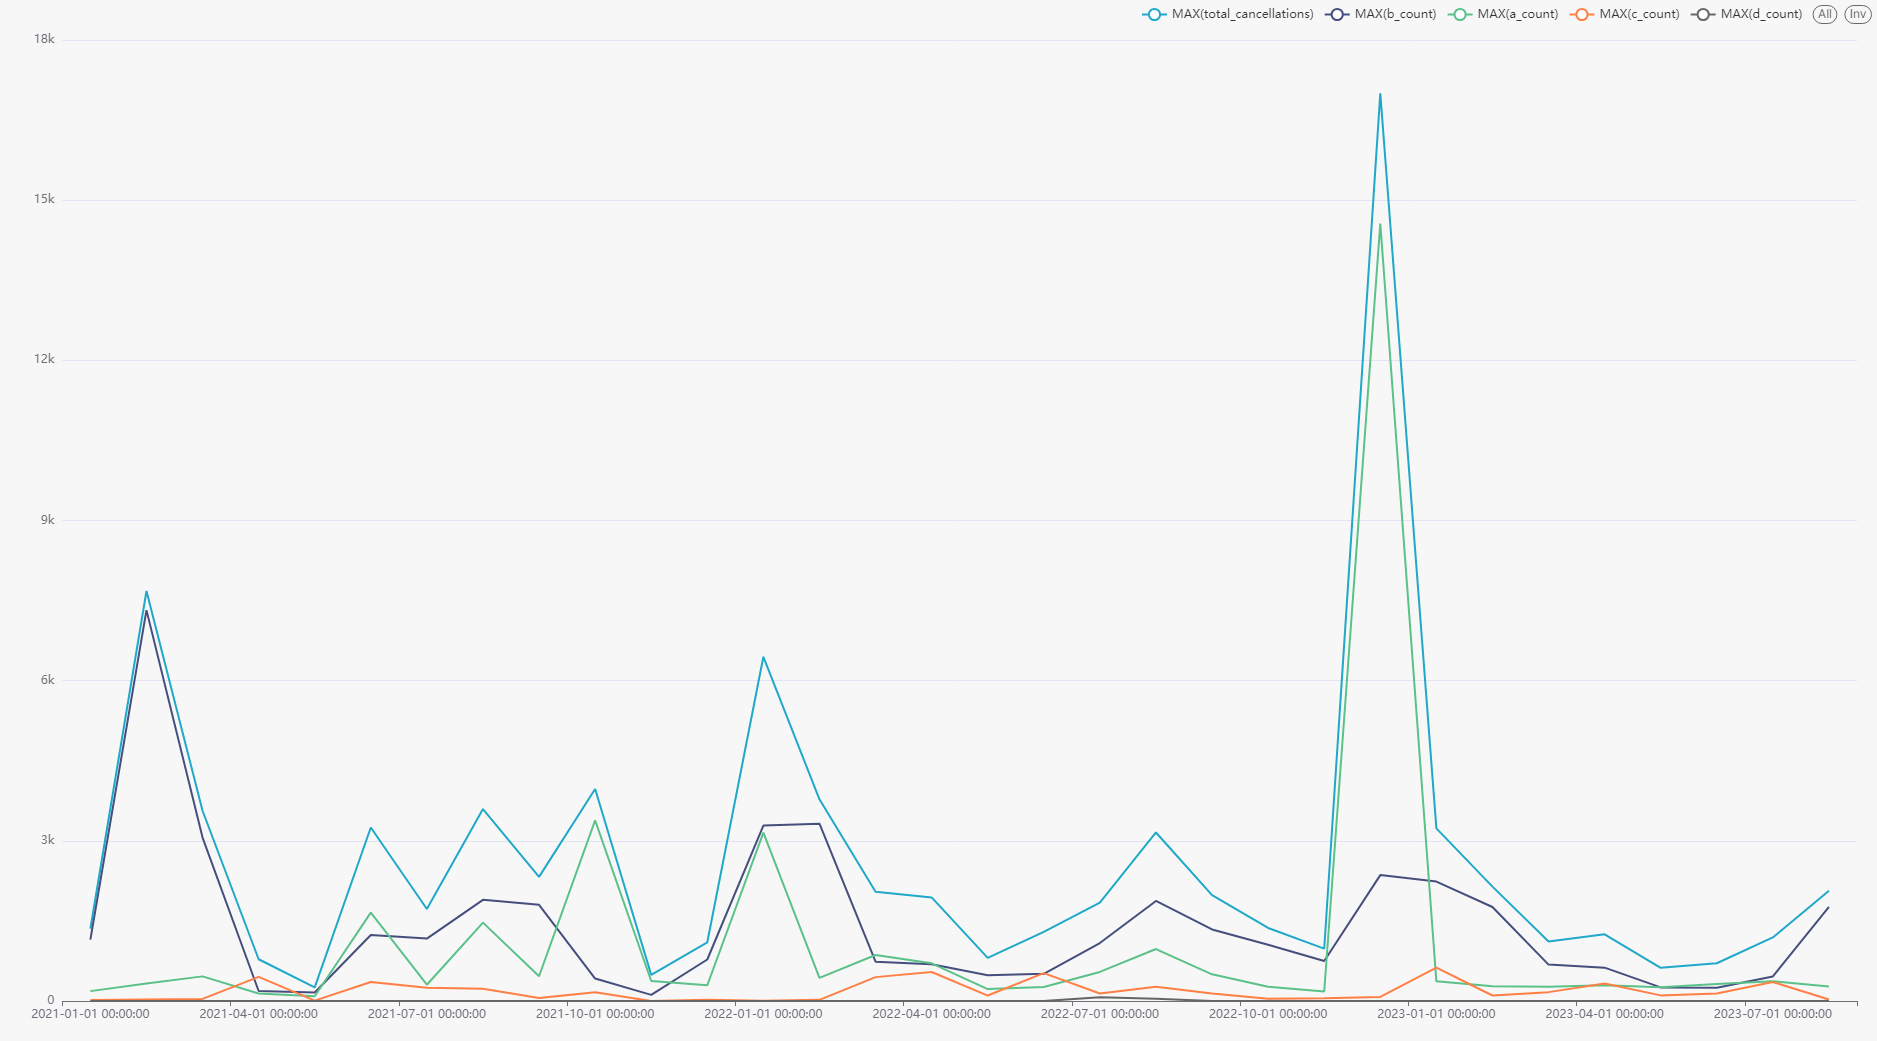 MAX(total_cancellations) MAX(b_count) MAX(a_count) MAX(c_count) MAX(d_count) All Inv
18k
15k
12k
9k
6k
3k
0
2021-01-01 00:00:00 2021-04-01 00:00:00 2021-07-01 00:00:00 2021-10-01 00:00:00 2022-01-01 00:00:00 2022-04-01 00:00:00 2022-07-01 00:00:00 2022-10-01 00:00:00 2023-01-01 00:00:00 2023-04-01 00:00:00 2023-07-01 00:00:00